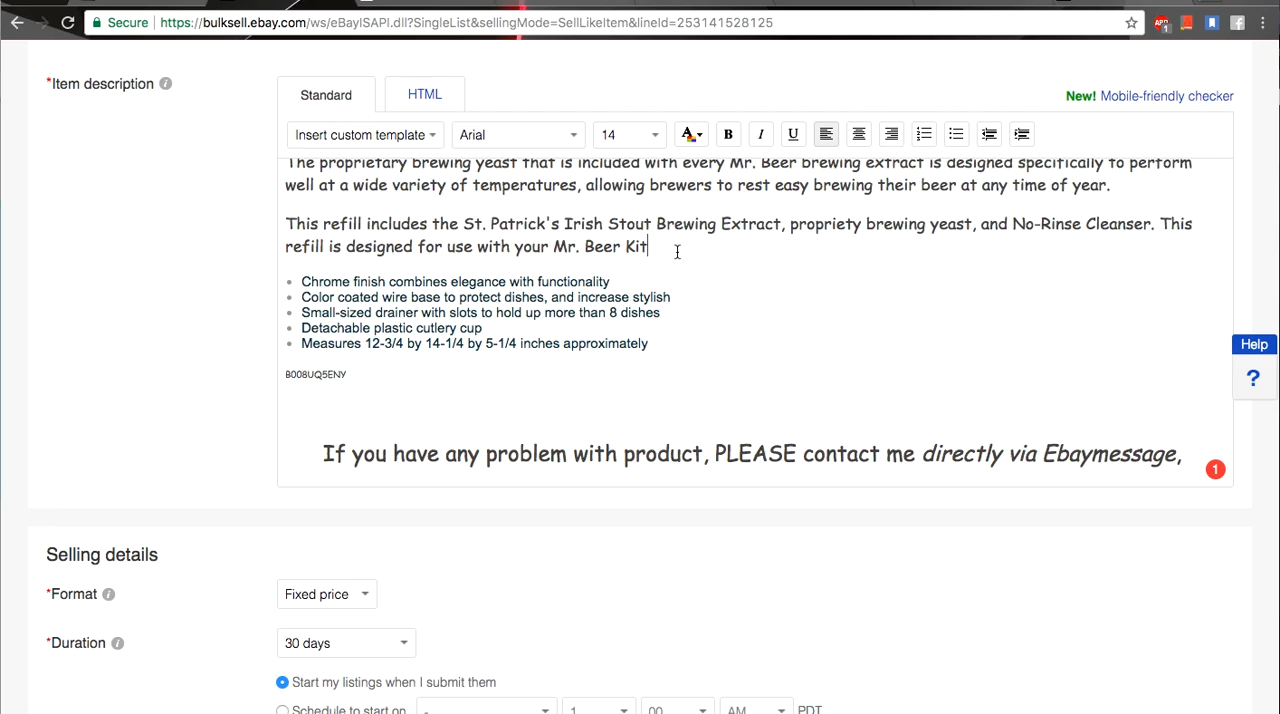 Secure https://bulksell.ebay.com/ws/eBayISAPI.dll?SingleList&sellingMode=SellLikeItem&lineId=253141528125
ABP
1
*Item description
Standard
HTML
New! Mobile-friendly checker
Insert custom template
Arial
14
A
B
I
U
The proprietary brewing yeast that is included with every Mr. Beer brewing extract is designed specifically to perform
well at a wide variety of temperatures, allowing brewers to rest easy brewing their beer at any time of year.
This refill includes the St. Patrick's Irish Stout Brewing Extract, propriety brewing yeast, and No-Rinse Cleanser. This
refill is designed for use with your Mr. Beer Kit
Chrome finish combines elegance with functionality
Color coated wire base to protect dishes, and increase stylish
Small-sized drainer with slots to hold up more than 8 dishes
Detachable plastic cutlery cup
Measures 12-3/4 by 14-1/4 by 5-1/4 inches approximately
B008UQ5ENY
If you have any problem with product, PLEASE contact me directly via Ebaymessage,
1
Help
?
Selling details
*Format
Fixed price
*Duration
30 days
Start my listings when I submit them
Schedule to start on - 1 00 AM PDT